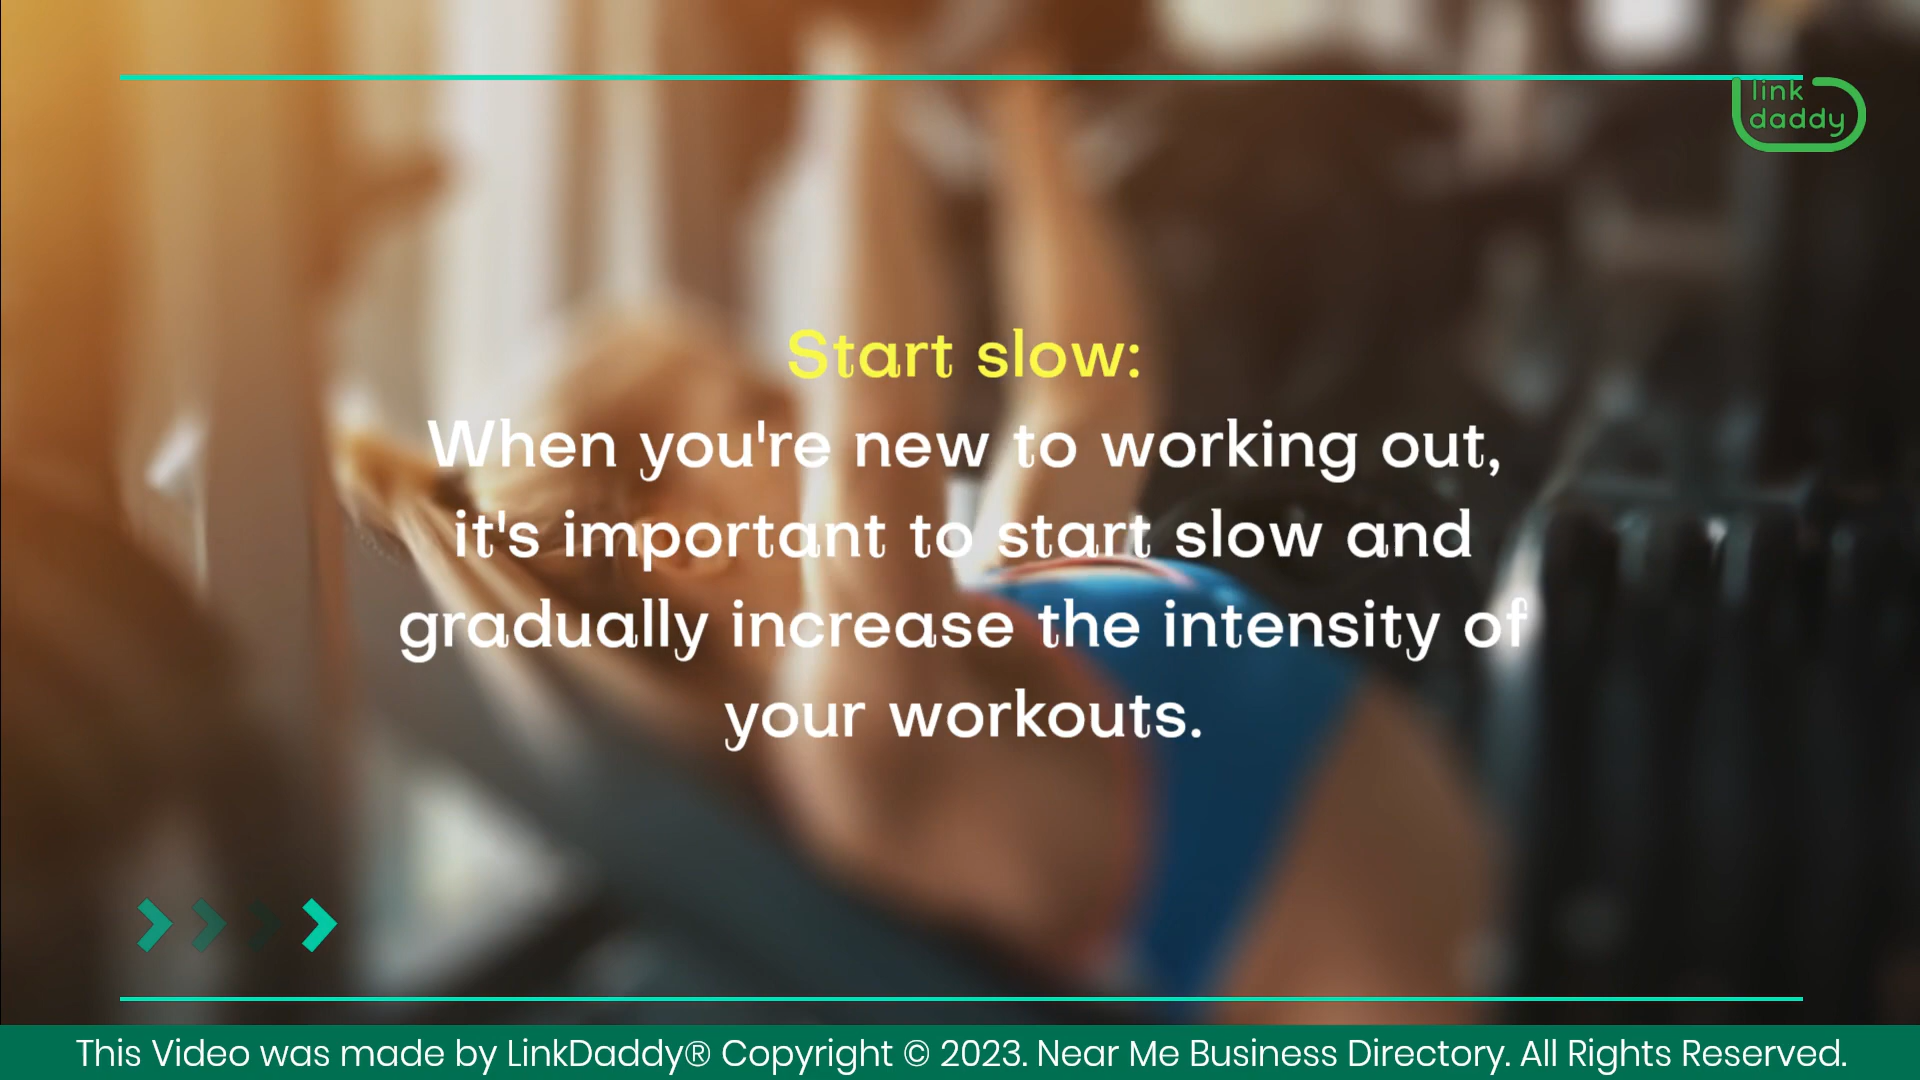 link
daddy
Start slow:
When you're new to working out,
it's important to start slow and
gradually increase the intensity of
your workouts.
This Video was made by LinkDaddy® Copyright © 2023. Near Me Business Directory. All Rights Reserved.